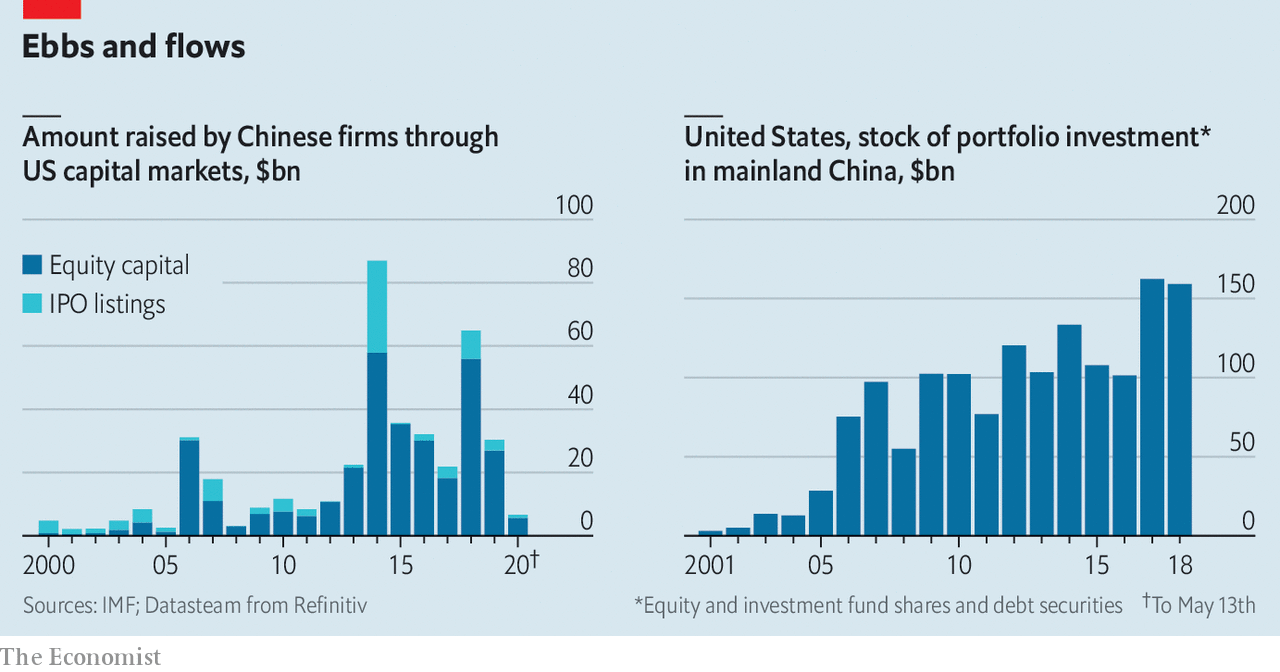 Ebbs and flows
Amount raised by Chinese firms through
US capital markets, $bn
100
Equity capital
80
IPO listings
60
40
20
0
2000 05 10 15 20†
United States, stock of portfolio investment*
in mainland China, $bn
200
150
100
50
0
2001 05 10 15 18
Sources: IMF; Datasteam from Refinitiv
*Equity and investment fund shares and debt securities †To May 13th
The Economist